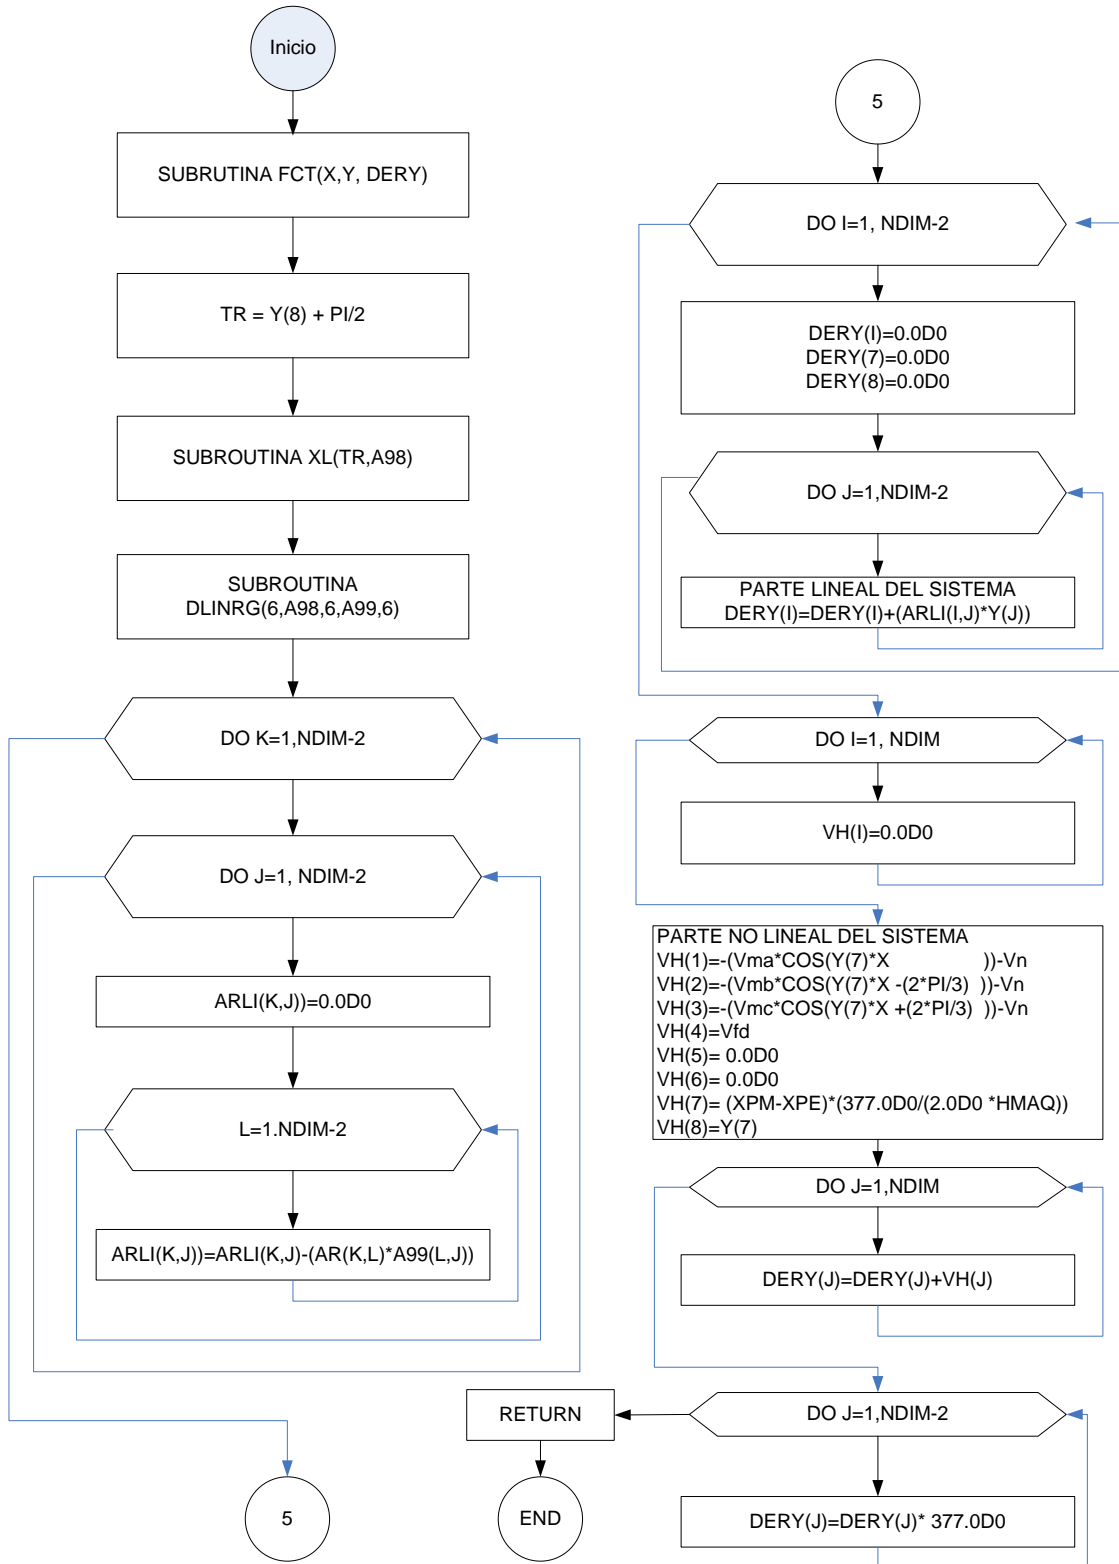 Inicio
SUBRUTINA FCT(X,Y, DERY)
TR = Y(8) + PI/2
SUBROUTINA XL(TR,A98)
SUBROUTINA
DLINRG(6,A98,6,A99,6)
DO K=1,NDIM-2
DO J=1, NDIM-2
ARLI(K,J))=0.0D0
L=1.NDIM-2
ARLI(K,J))=ARLI(K,J)-(AR(K,L)*A99(L,J))
5
5
DO I=1, NDIM-2
DERY(I)=0.0D0
DERY(7)=0.0D0
DERY(8)=0.0D0
DO J=1,NDIM-2
PARTE LINEAL DEL SISTEMA
DERY(I)=DERY(I)+(ARLI(I,J)*Y(J))
DO I=1, NDIM
VH(I)=0.0D0
PARTE NO LINEAL DEL SISTEMA
VH(1)=-(Vma*COS(Y(7)*X ))-Vn
VH(2)=-(Vmb*COS(Y(7)*X -(2*PI/3) ))-Vn
VH(3)=-(Vmc*COS(Y(7)*X +(2*PI/3) ))-Vn
VH(4)=Vfd
VH(5)= 0.0D0
VH(6)= 0.0D0
VH(7)= (XPM-XPE)*(377.0D0/(2.0D0 *HMAQ))
VH(8)=Y(7)
DO J=1,NDIM
DERY(J)=DERY(J)+VH(J)
DO J=1,NDIM-2
RETURN
END
DERY(J)=DERY(J)* 377.0D0